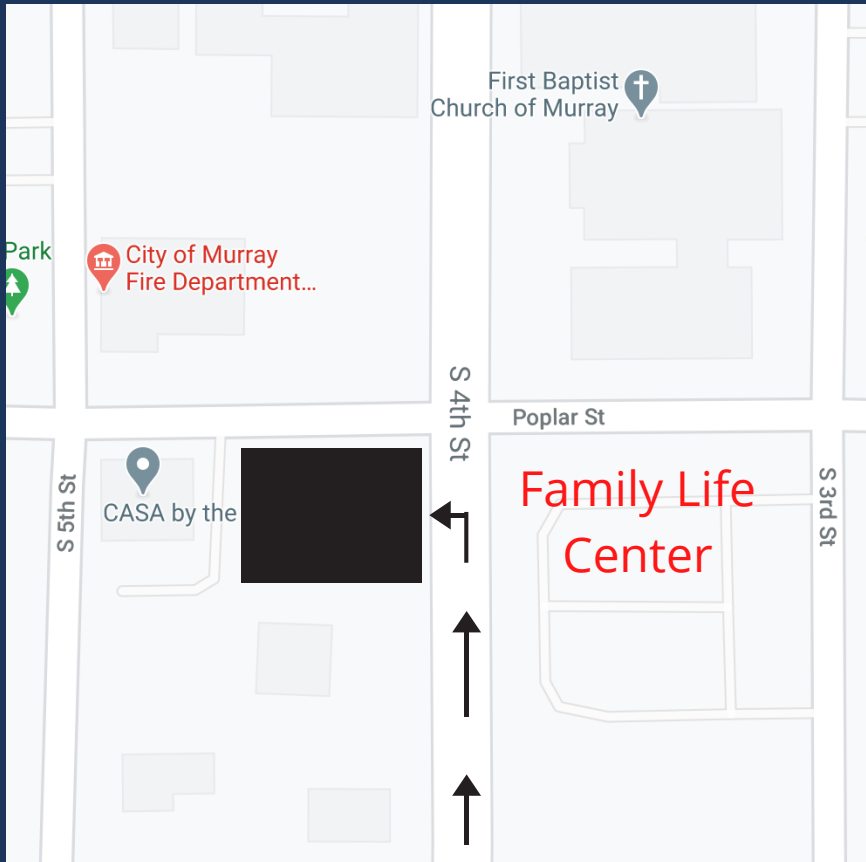 First Baptist
Church of Murray
Park
City of Murray
Fire Department...
S 4th St
Poplar St
S 5th St
CASA by the
Family Life
Center
S 3rd St